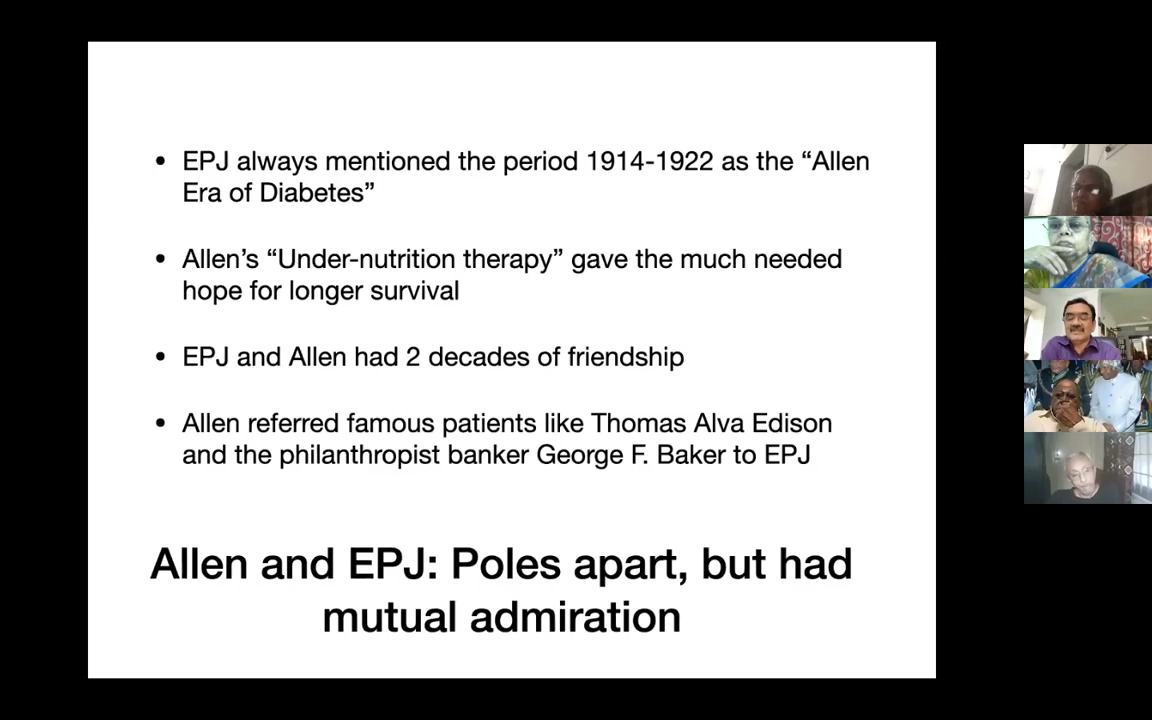 • EPJ always mentioned the period 1914-1922 as the “Allen
Era of Diabetes”
• Allen’s “Under-nutrition therapy” gave the much needed
hope for longer survival
• EPJ and Allen had 2 decades of friendship
• Allen referred famous patients like Thomas Alva Edison
and the philanthropist banker George F. Baker to EPJ
Allen and EPJ: Poles apart, but had
mutual admiration